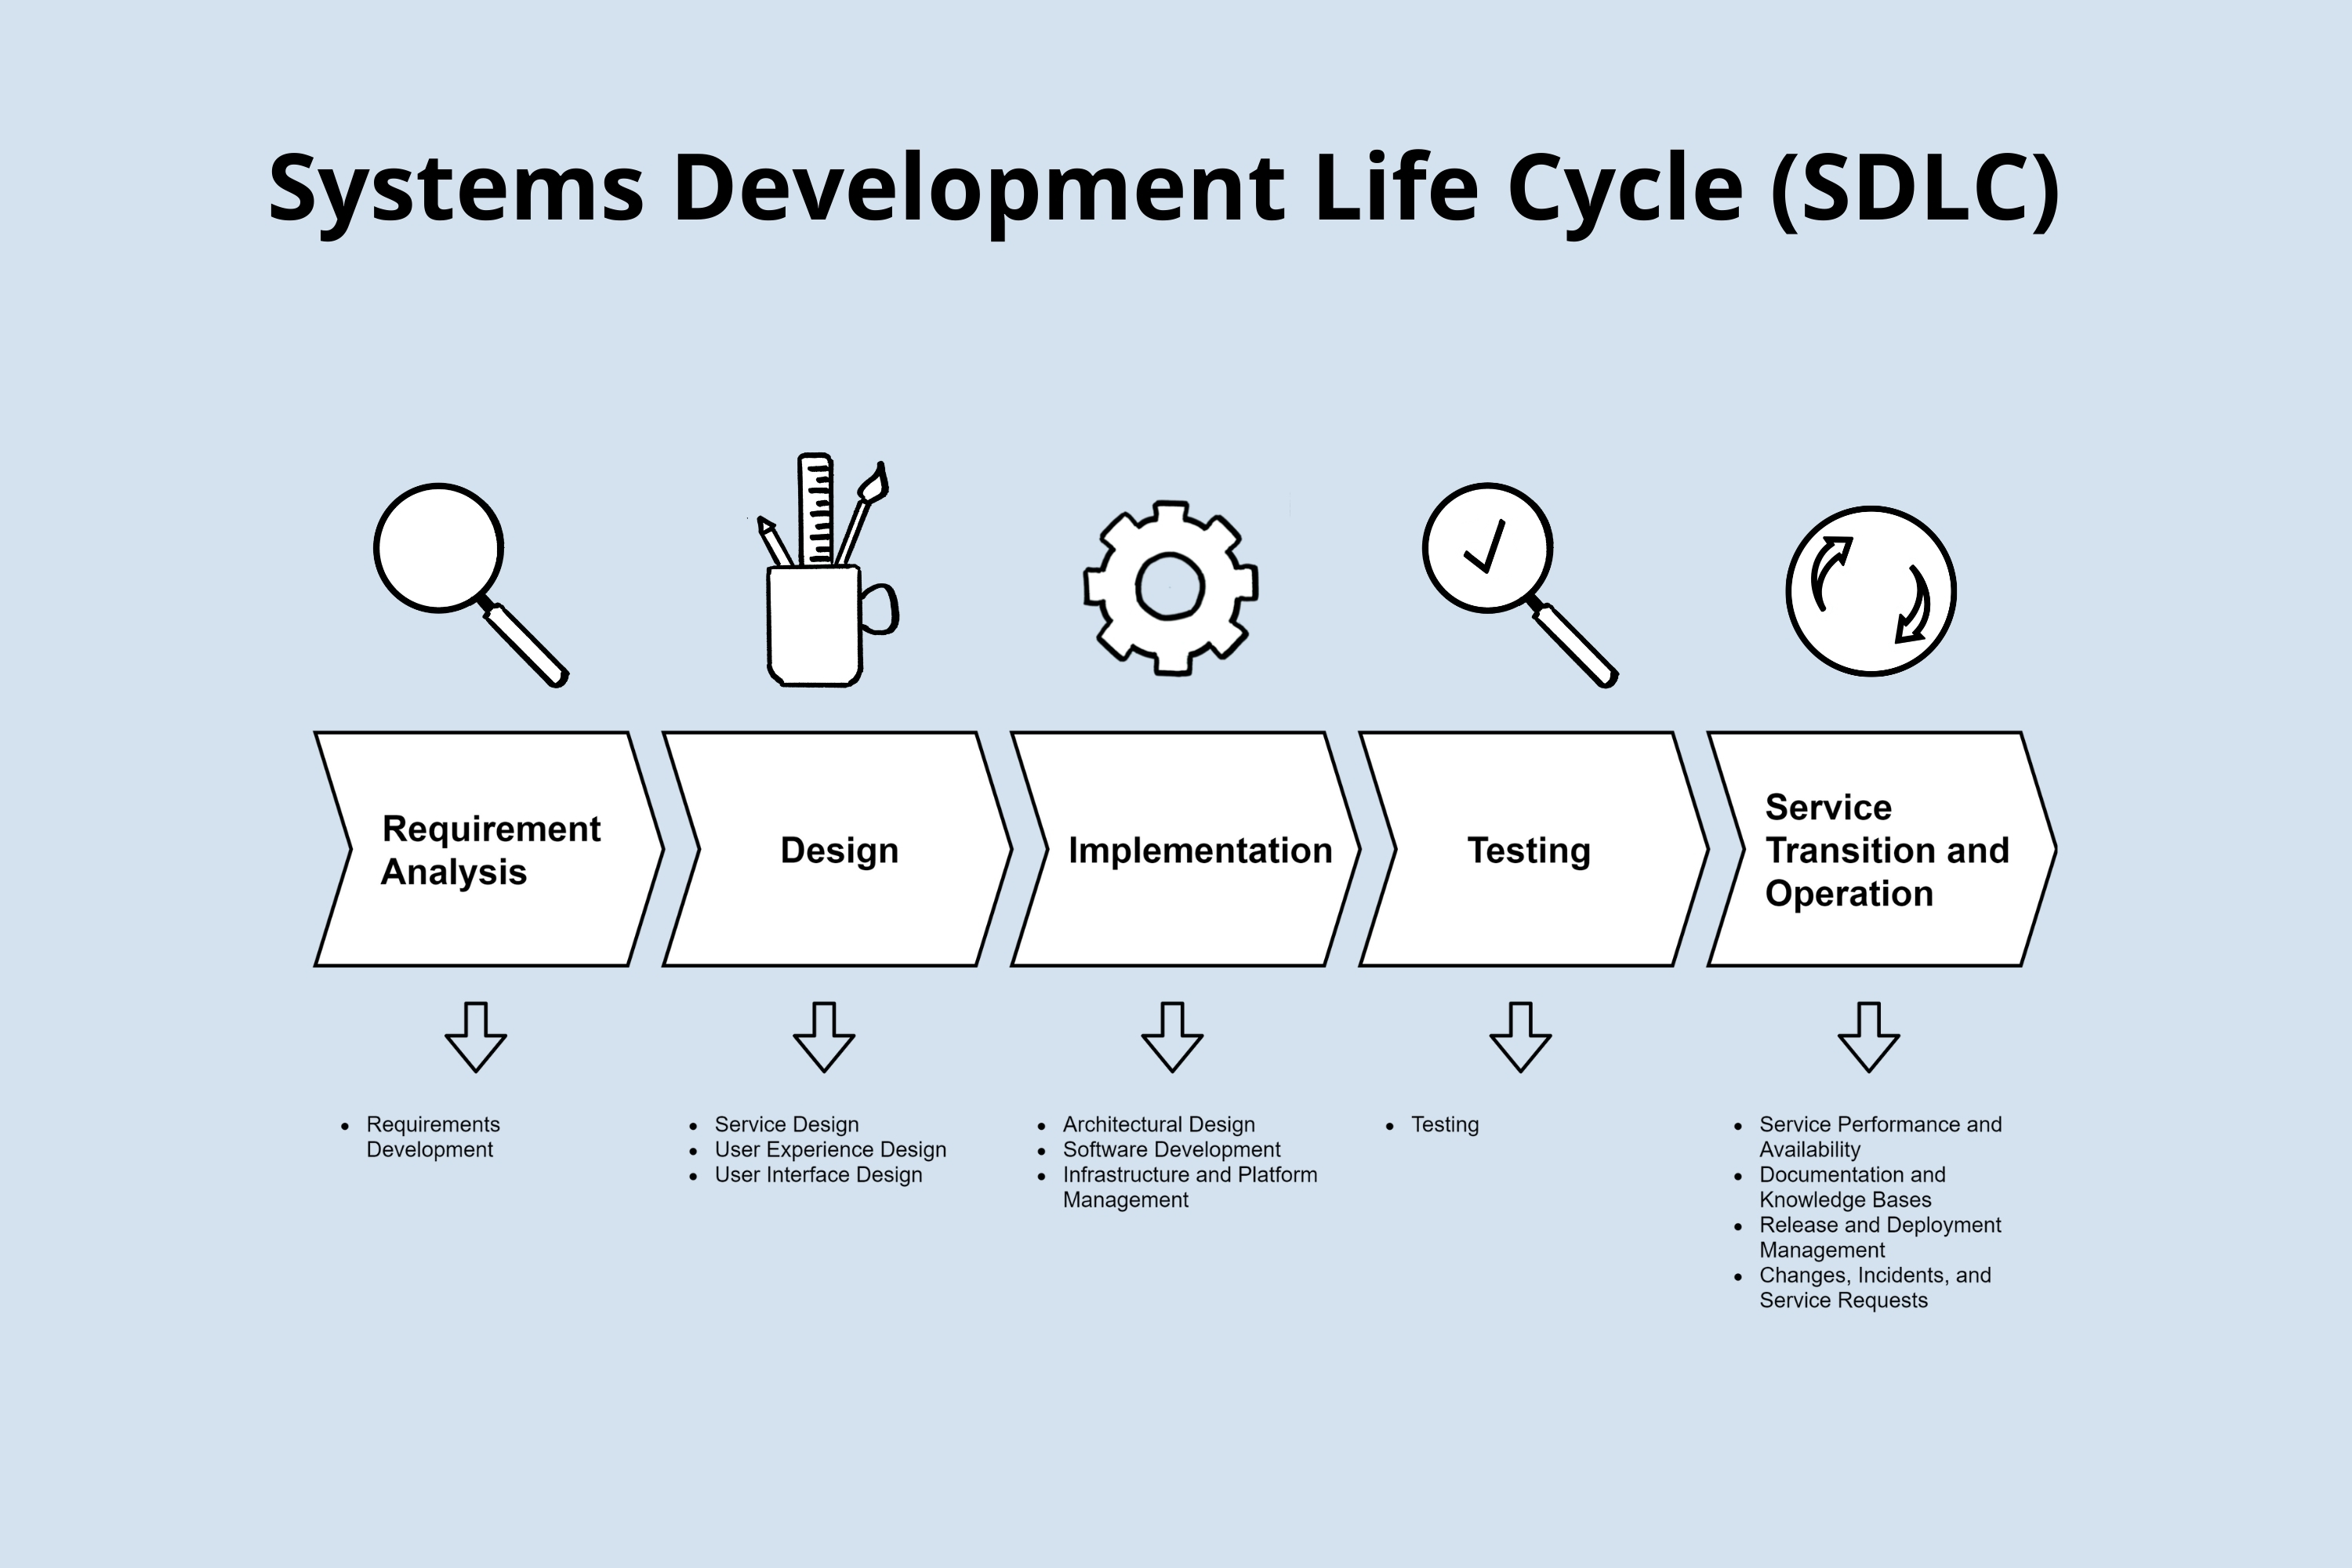 Systems Development Life Cycle (SDLC)
Requirement
Analysis
Design
Implementation
Testing
Service
Transition and
Operation
• Requirements
Development
• Service Design
• User Experience Design
• User Interface Design
• Architectural Design
• Software Development
• Infrastructure and Platform
Management
• Testing
• Service Performance and
Availability
• Documentation and
Knowledge Bases
• Release and Deployment
Management
• Changes, Incidents, and
Service Requests